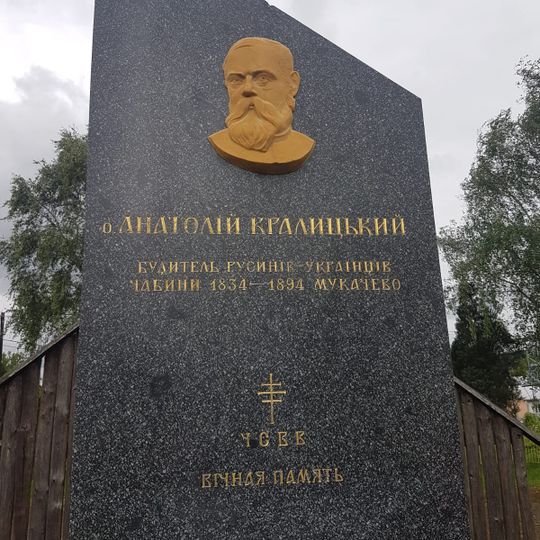 о. АНАТОЛІЙ КРАЛИЦЬКИЙ
БУДИТЕЛЬ РУСИНІВ-УКРАЇНЦІВ
ЧАБИНИ 1834 — 1894 МУКАЧЕВО
ЧСВВ
ВІЧНАЯ ПАМЯТЬ